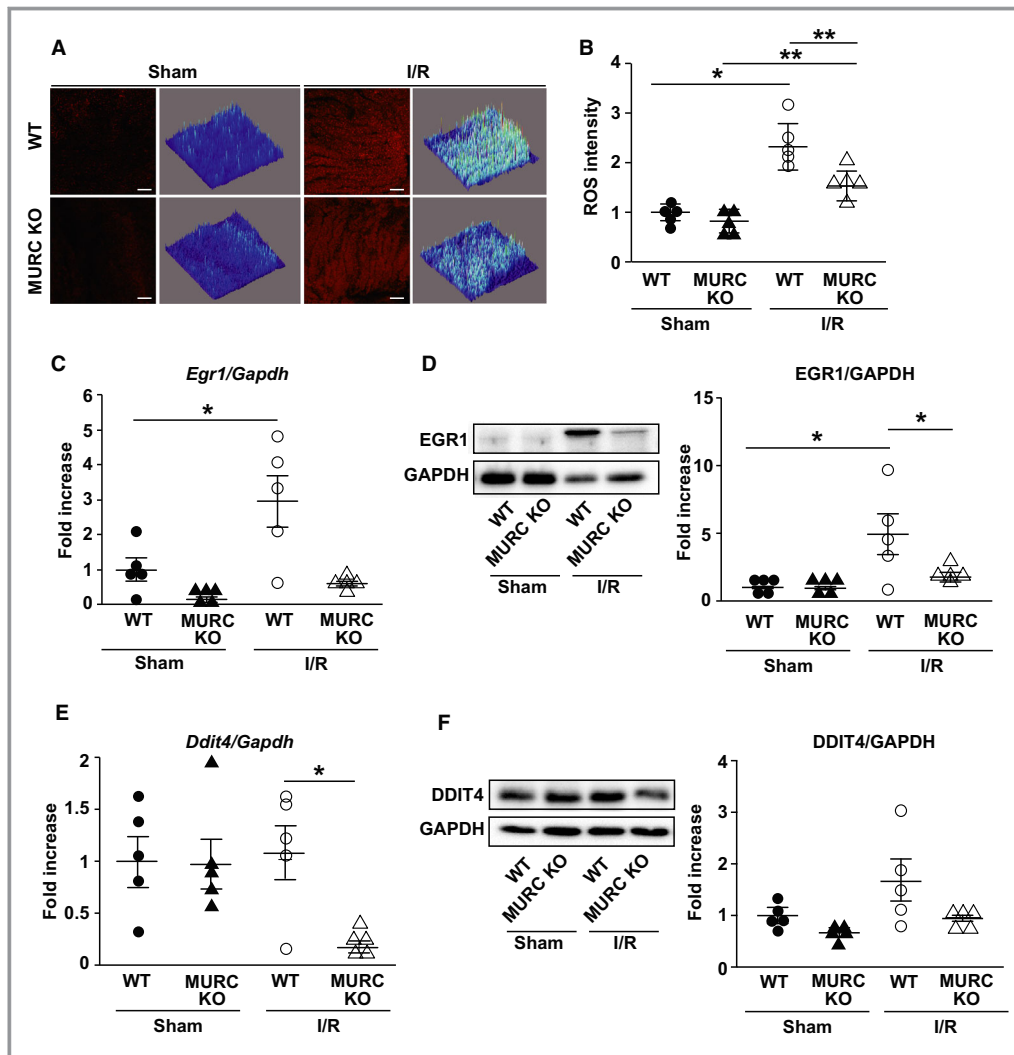 A
Sham
I/R
WT
MURC KO
B
**
**
*
ROS intensity
4
3
2
1
0
WT
MURC
KO
WT
MURC
KO
Sham
I/R
C
Egr1/Gapdh
*
Fold increase
6
5
4
3
2
1
0
WT
MURC
KO
WT
MURC
KO
Sham
I/R
D
EGR1
GAPDH
WT
MURC KO
WT
MURC KO
Sham
I/R
EGR1/GAPDH
*
*
Fold increase
15
10
5
0
WT
MURC
KO
WT
MURC
KO
Sham
I/R
E
Ddit4/Gapdh
*
Fold increase
2
1.5
1
0.5
0
WT
MURC
KO
WT
MURC
KO
Sham
I/R
F
DDIT4
GAPDH
WT
MURC KO
WT
MURC KO
Sham
I/R
DDIT4/GAPDH
Fold increase
4
3
2
1
0
WT
MURC
KO
WT
MURC
KO
Sham
I/R